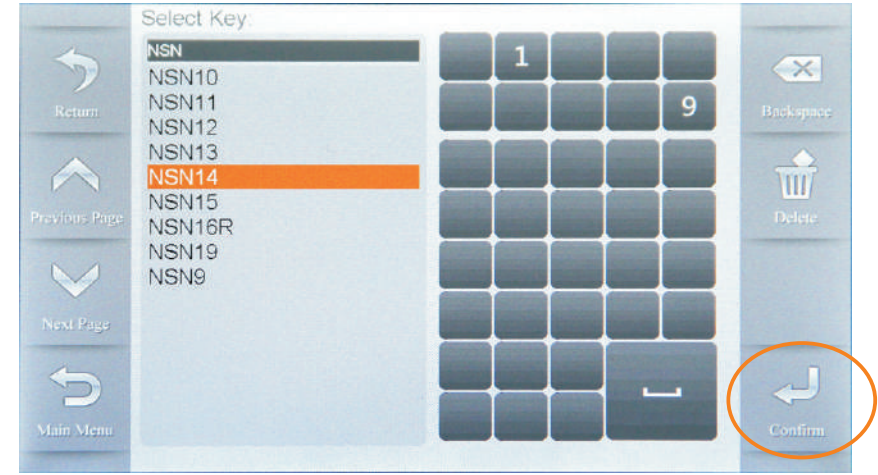 Select Key:
NSN
NSN10
NSN11
NSN12
NSN13
NSN14
NSN15
NSN16R
NSN19
NSN9
1
9
Return
Previous Page
Next Page
Main Menu
Backspace
Delete
Confirm